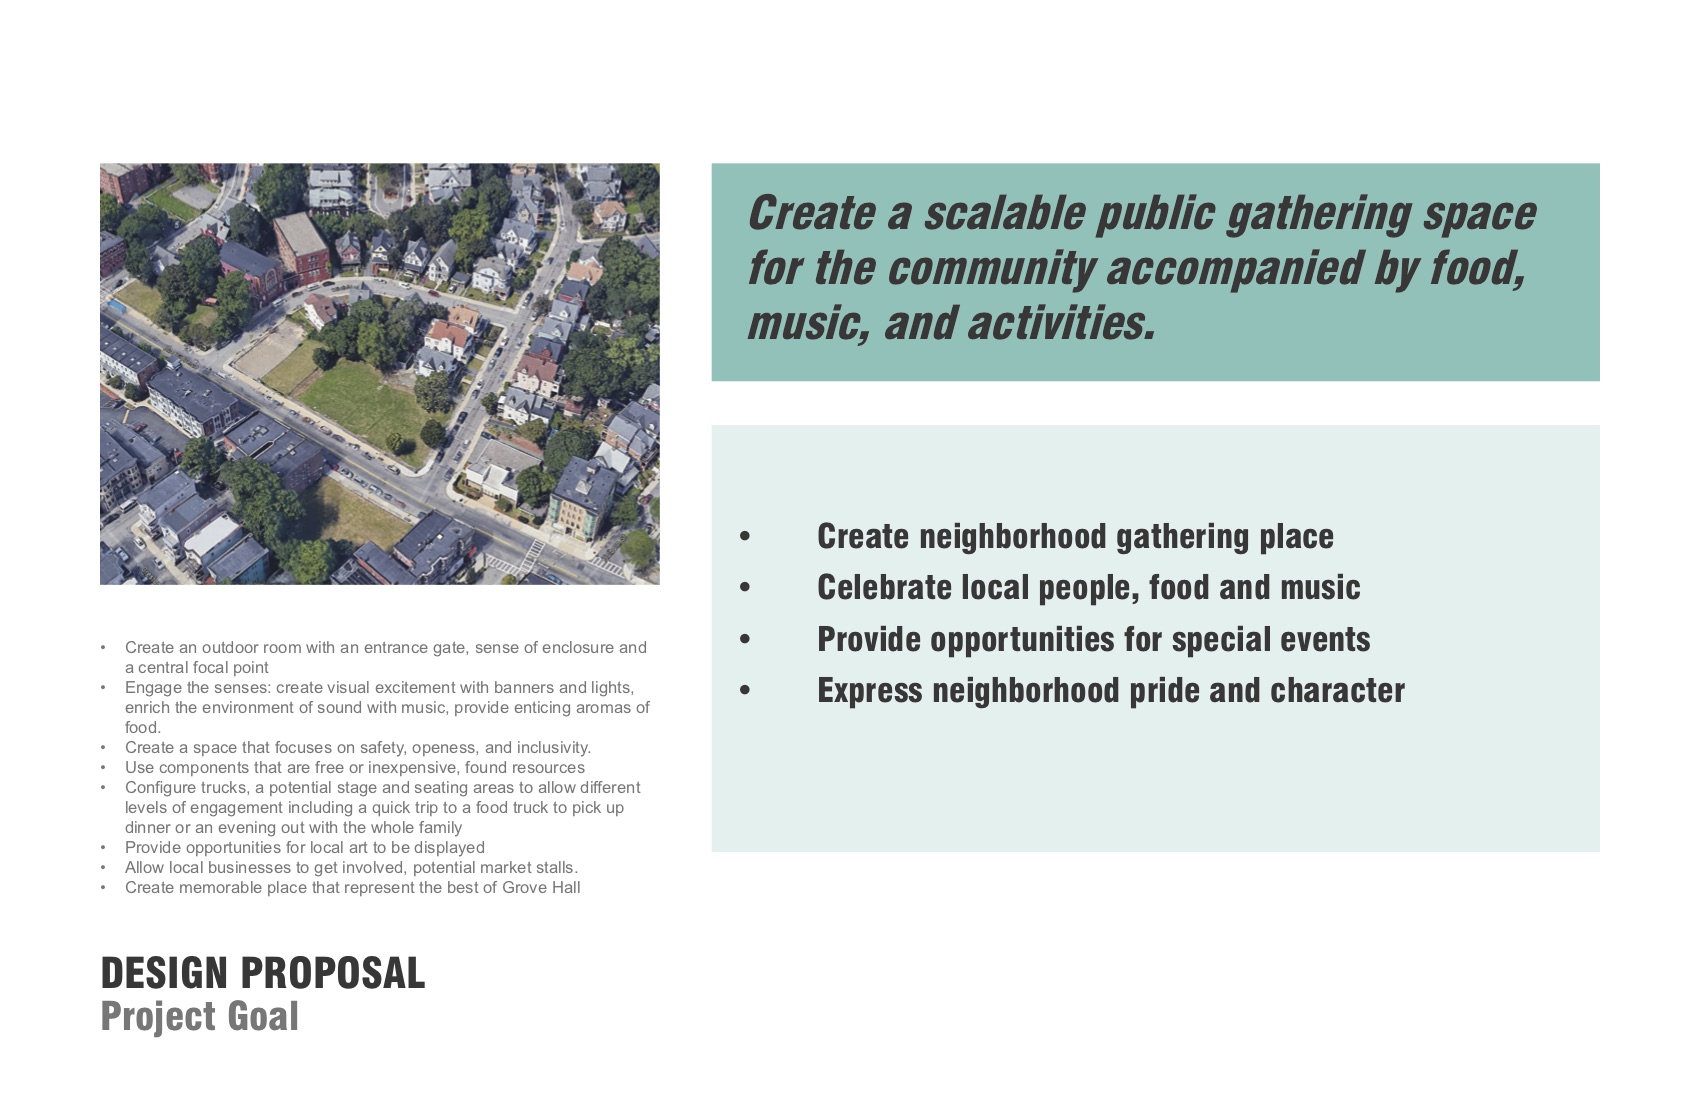 Create a scalable public gathering space
for the community accompanied by food,
music, and activities.
• Create neighborhood gathering place
• Celebrate local people, food and music
• Provide opportunities for special events
• Express neighborhood pride and character
• Create an outdoor room with an entrance gate, sense of enclosure and
a central focal point
• Engage the senses: create visual excitement with banners and lights,
enrich the environment of sound with music, provide enticing aromas of
food.
• Create a space that focuses on safety, openess, and inclusivity.
• Use components that are free or inexpensive, found resources
• Configure trucks, a potential stage and seating areas to allow different
levels of engagement including a quick trip to a food truck to pick up
dinner or an evening out with the whole family
• Provide opportunities for local art to be displayed
• Allow local businesses to get involved, potential market stalls.
• Create memorable place that represent the best of Grove Hall
DESIGN PROPOSAL
Project Goal